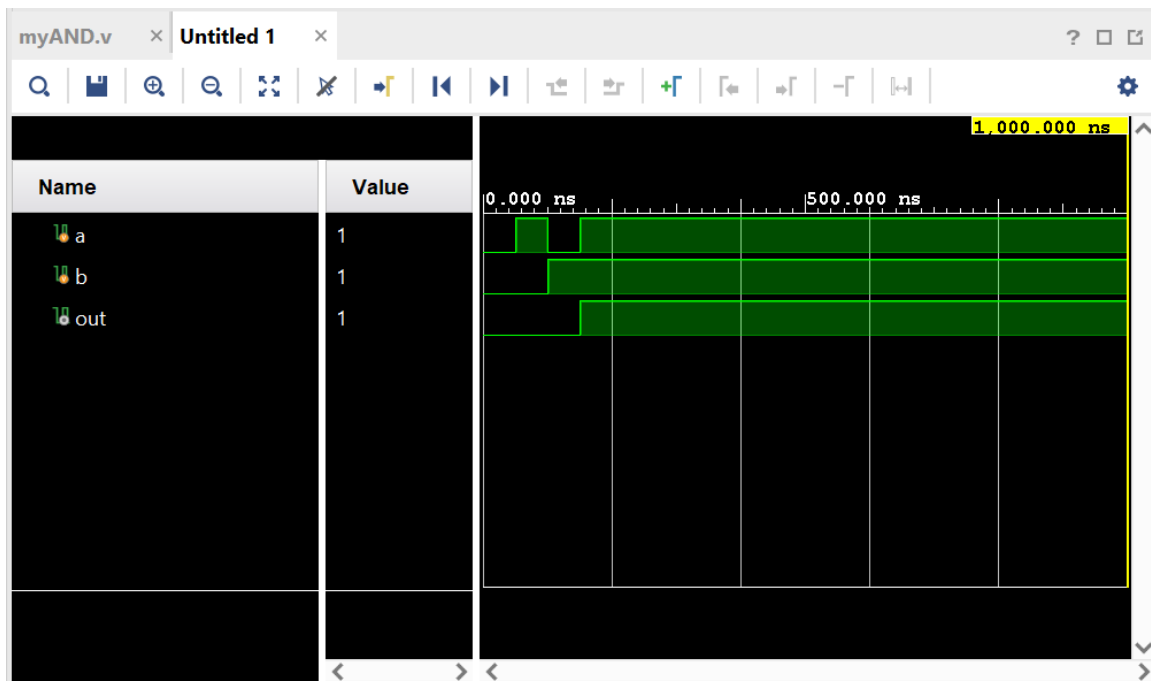 myAND.v × Untitled 1 ×
1,000.000 ns
Name Value
0.000 ns 500.000 ns
a 1
b 1
out 1